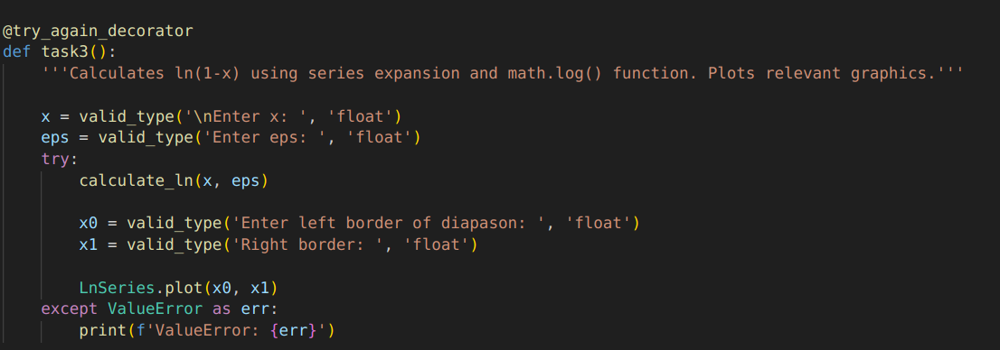 @try_again_decorator
def task3():
    '''Calculates ln(1-x) using series expansion and math.log() function. Plots relevant graphics.'''
    x = valid_type('\nEnter x: ', 'float')
    eps = valid_type('Enter eps: ', 'float')
    try:
        calculate_ln(x, eps)
        x0 = valid_type('Enter left border of diapason: ', 'float')
        x1 = valid_type('Right border: ', 'float')
        LnSeries.plot(x0, x1)
    except ValueError as err:
        print(f'ValueError: {err}')